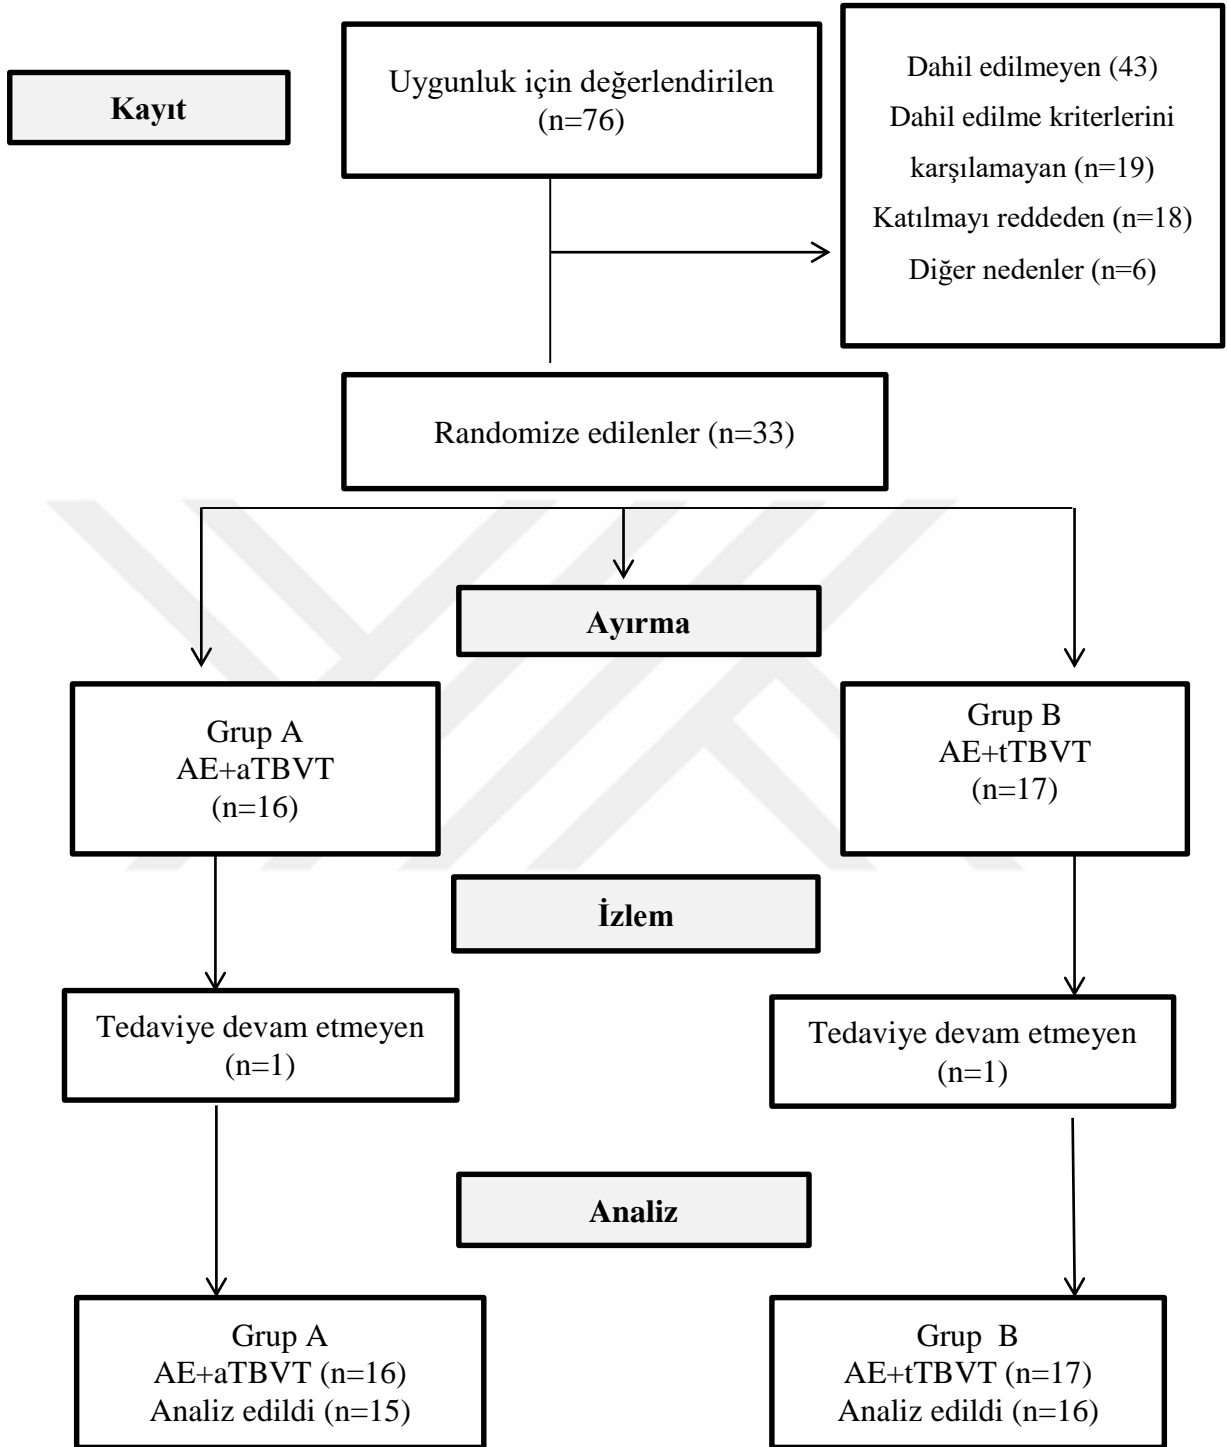 Kayıt
Uygunluk için değerlendirilen
(n=76)
Dahil edilmeyen (43)
Dahil edilme kriterlerini
karşılamayan (n=19)
Katılmayı reddeden (n=18)
Diğer nedenler (n=6)
Randomize edilenler (n=33)
Ayırma
Grup A
AE+aTBVT
(n=16)
Grup B
AE+tTBVT
(n=17)
İzlem
Tedaviye devam etmeyen
(n=1)
Tedaviye devam etmeyen
(n=1)
Analiz
Grup A
AE+aTBVT (n=16)
Analiz edildi (n=15)
Grup B
AE+tTBVT (n=17)
Analiz edildi (n=16)